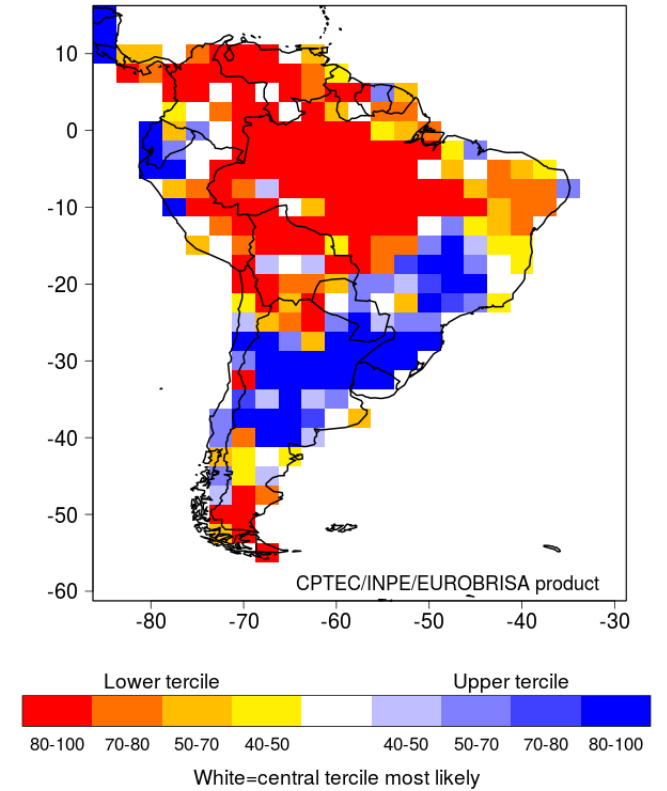 10
0
-10
-20
-30
-40
-50
-60
CPTEC/INPE/EUROBRISA product
-80 -70 -60 -50 -40 -30
Lower tercile Upper tercile
80-100 70-80 50-70 40-50 40-50 50-70 70-80 80-100
White=central tercile most likely